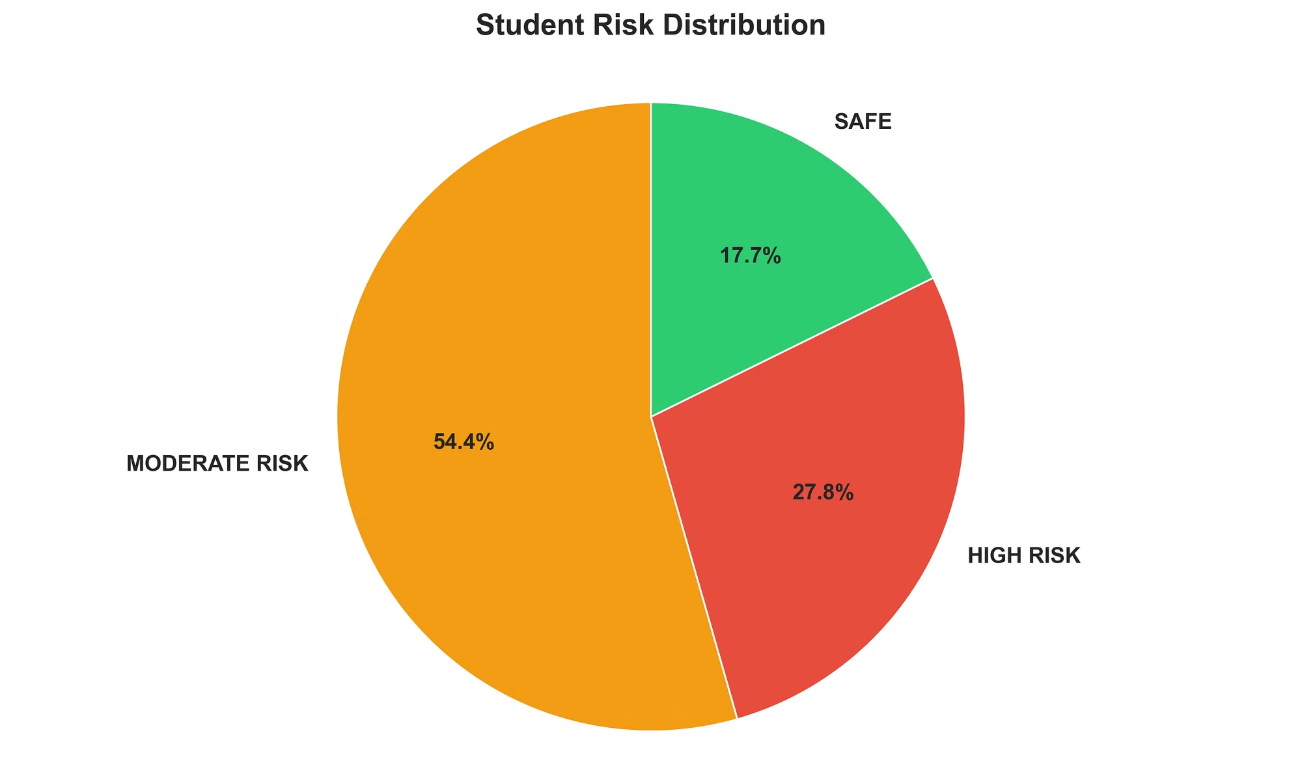 Student Risk Distribution
SAFE
17.7%
54.4%
MODERATE RISK
27.8%
HIGH RISK